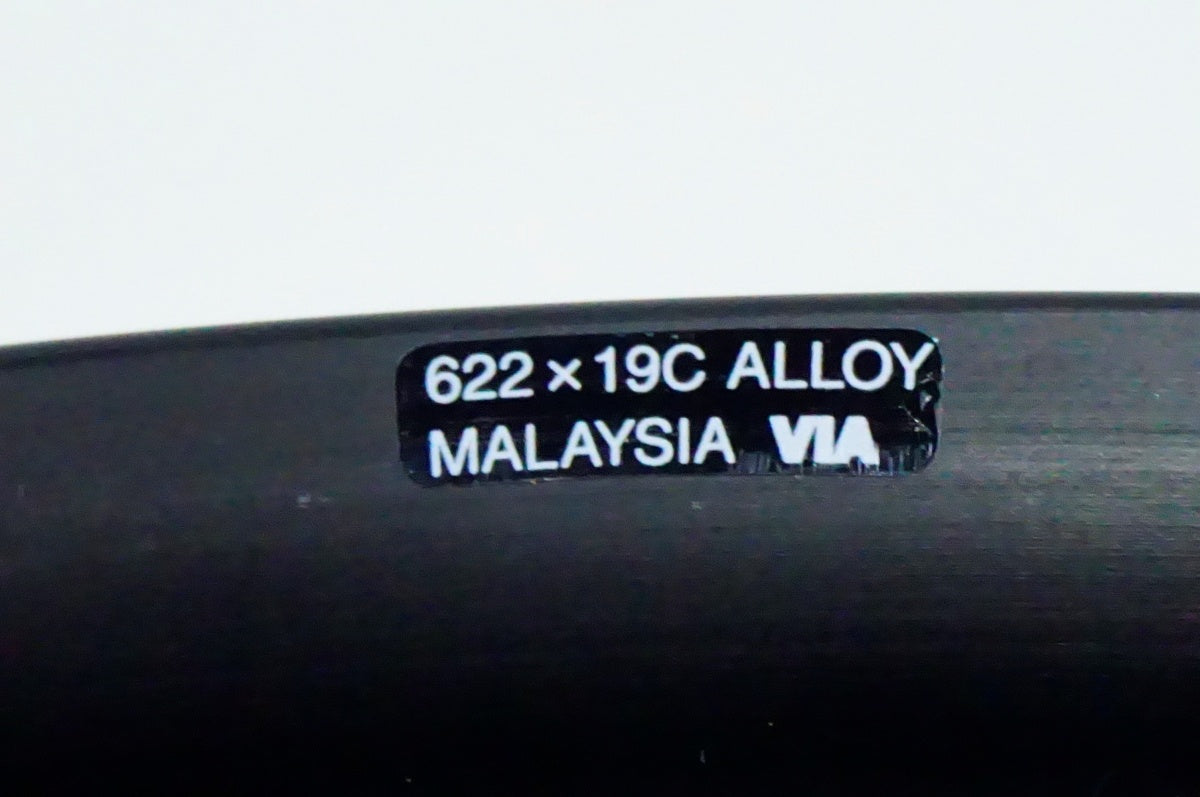 622 × 19C ALLOY
MALAYSIA VIA